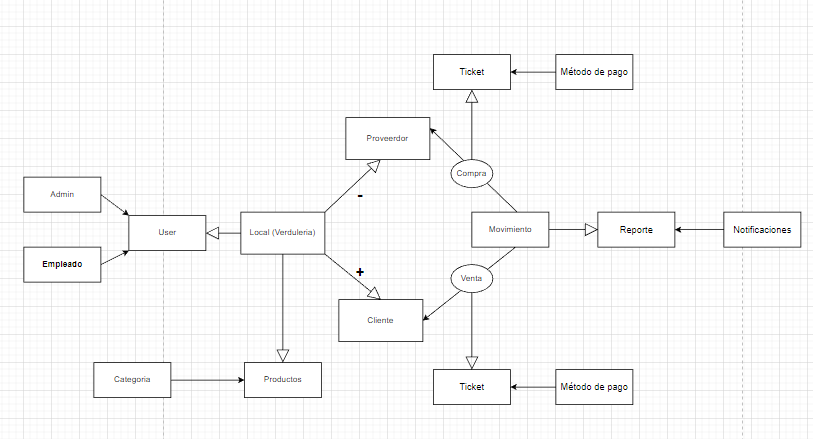 Ticket
Método de pago
Proveerdor
Compra
Admin
User
Local (Verduleria)
-
Movimiento
Reporte
Notificaciones
Empleado
+
Venta
Cliente
Categoria
Productos
Ticket
Método de pago